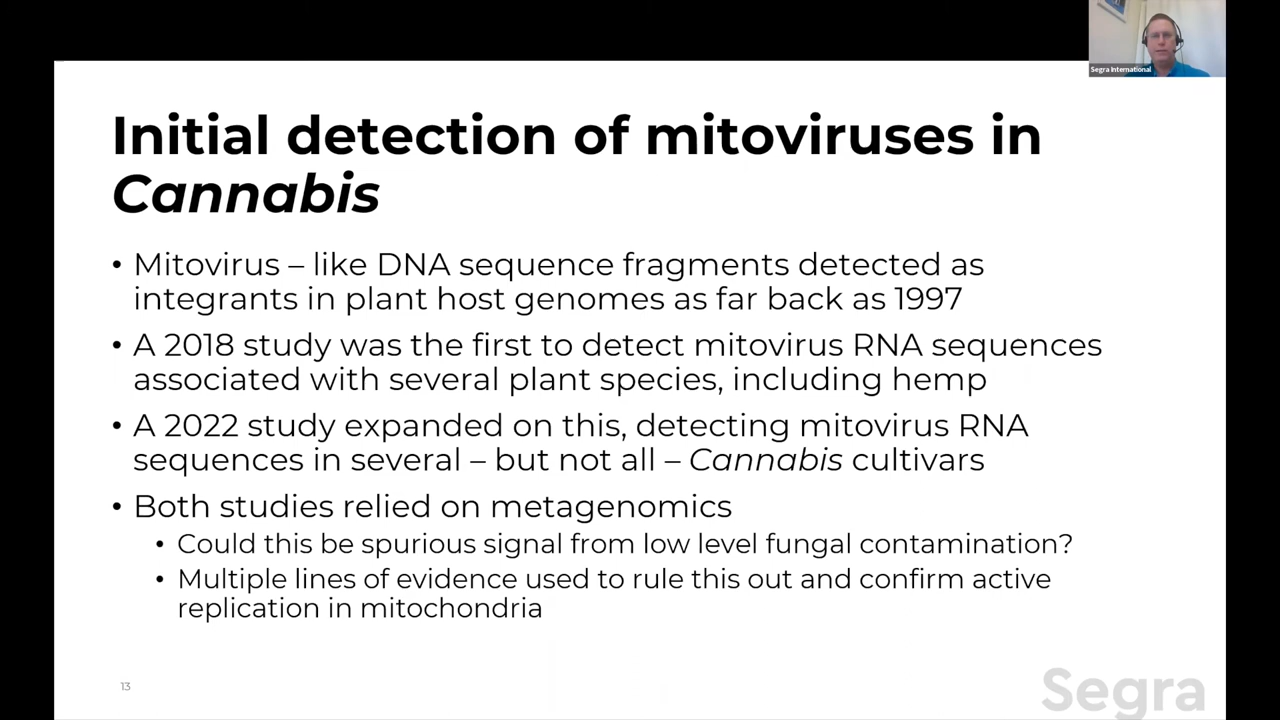 Segra International
Initial detection of mitoviruses in
Cannabis
• Mitovirus – like DNA sequence fragments detected as
integrants in plant host genomes as far back as 1997
• A 2018 study was the first to detect mitovirus RNA sequences
associated with several plant species, including hemp
• A 2022 study expanded on this, detecting mitovirus RNA
sequences in several – but not all – Cannabis cultivars
• Both studies relied on metagenomics
• Could this be spurious signal from low level fungal contamination?
• Multiple lines of evidence used to rule this out and confirm active
replication in mitochondria
13
Segra